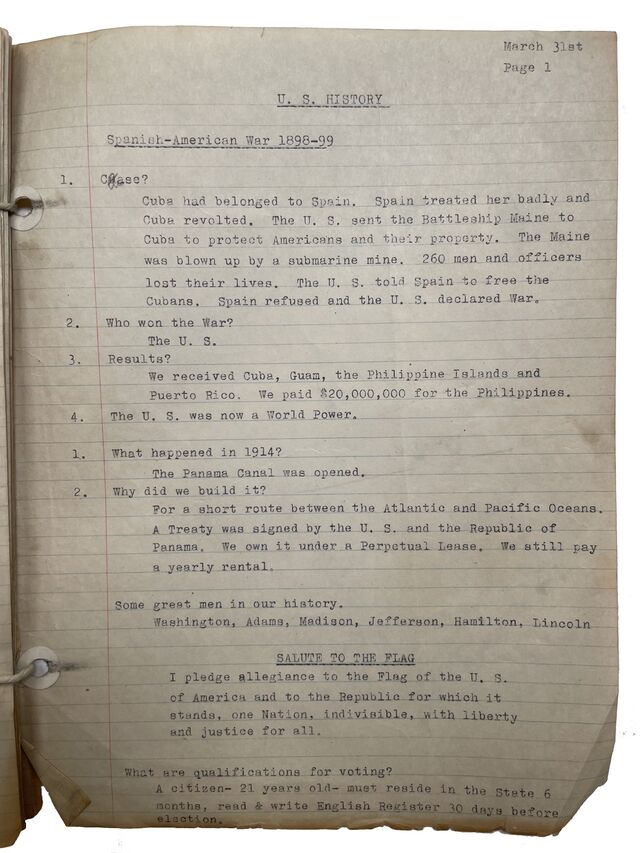 March 31st
Page 1
U. S. HISTORY
Spanish-American War 1898-99
1. Cause?
Cuba had belonged to Spain. Spain treated her badly and
Cuba revolted. The U. S. sent the Battleship Maine to
Cuba to protect Americans and their property. The Maine
was blown up by a submarine mine. 260 men and officers
lost their lives. The U. S. told Spain to free the
Cubans. Spain refused and the U. S. declared War.
2. Who won the War?
The U. S.
3. Results?
We received Cuba, Guam, the Philippine Islands and
Puerto Rico. We paid $20,000,000 for the Philippines.
4. The U. S. was now a World Power.
1. What happened in 1914?
The Panama Canal was opened.
2. Why did we build it?
For a short route between the Atlantic and Pacific Oceans.
A Treaty was signed by the U. S. and the Republic of
Panama. We own it under a Perpetual Lease. We still pay
a yearly rental.
Some great men in our history.
Washington, Adams, Madison, Jefferson, Hamilton, Lincoln
SALUTE TO THE FLAG
I pledge allegiance to the Flag of the U. S.
of America and to the Republic for which it
stands, one Nation, indivisible, with liberty
and justice for all.
What are qualifications for voting?
A citizen- 21 years old- must reside in the State 6
months, read & write English Register 30 days before
election.